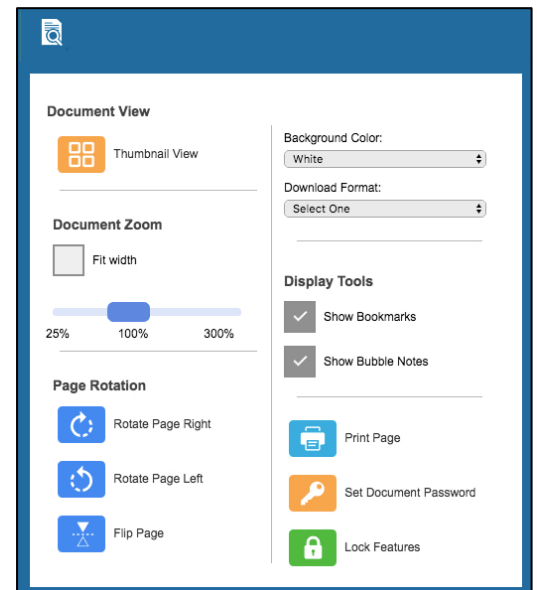 Document View
Thumbnail View
Document Zoom
Fit width
25% 100% 300%
Page Rotation
Rotate Page Right
Rotate Page Left
Flip Page
Background Color:
White
Download Format:
Select One
Display Tools
Show Bookmarks
Show Bubble Notes
Print Page
Set Document Password
Lock Features